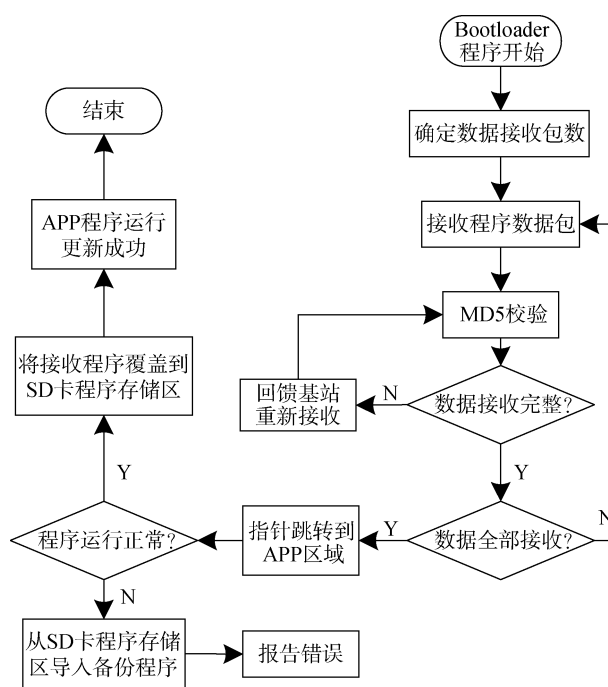 Bootloader
程序开始
确定数据接收包数
接收程序数据包
MD5校验
回馈基站
重新接收
N
数据接收完整?
Y
数据全部接收?
N
Y
指针跳转到
APP区域
程序运行正常?
Y
将接收程序覆盖到
SD卡程序存储区
APP程序运行
更新成功
结束
N
从SD卡程序存储
区导入备份程序
报告错误